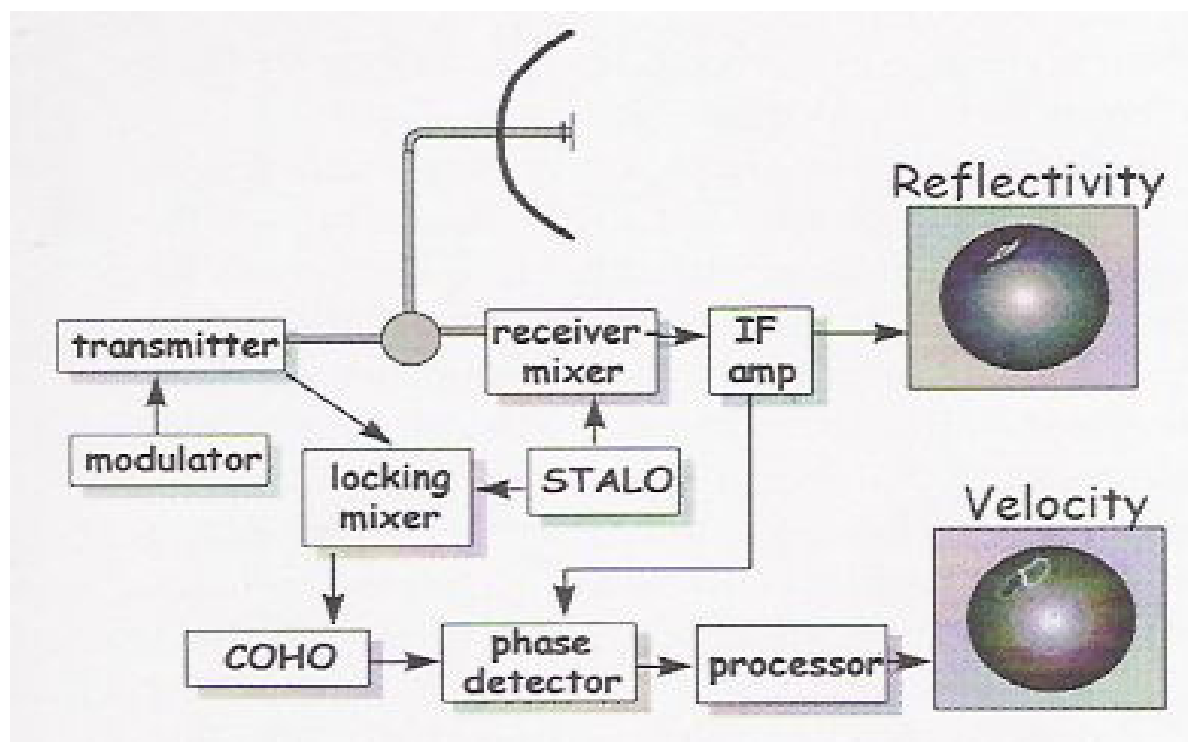 Reflectivity
transmitter
receiver
mixer
IF
amp
modulator
locking
mixer
STALO
Velocity
COHO
phase
detector
processor